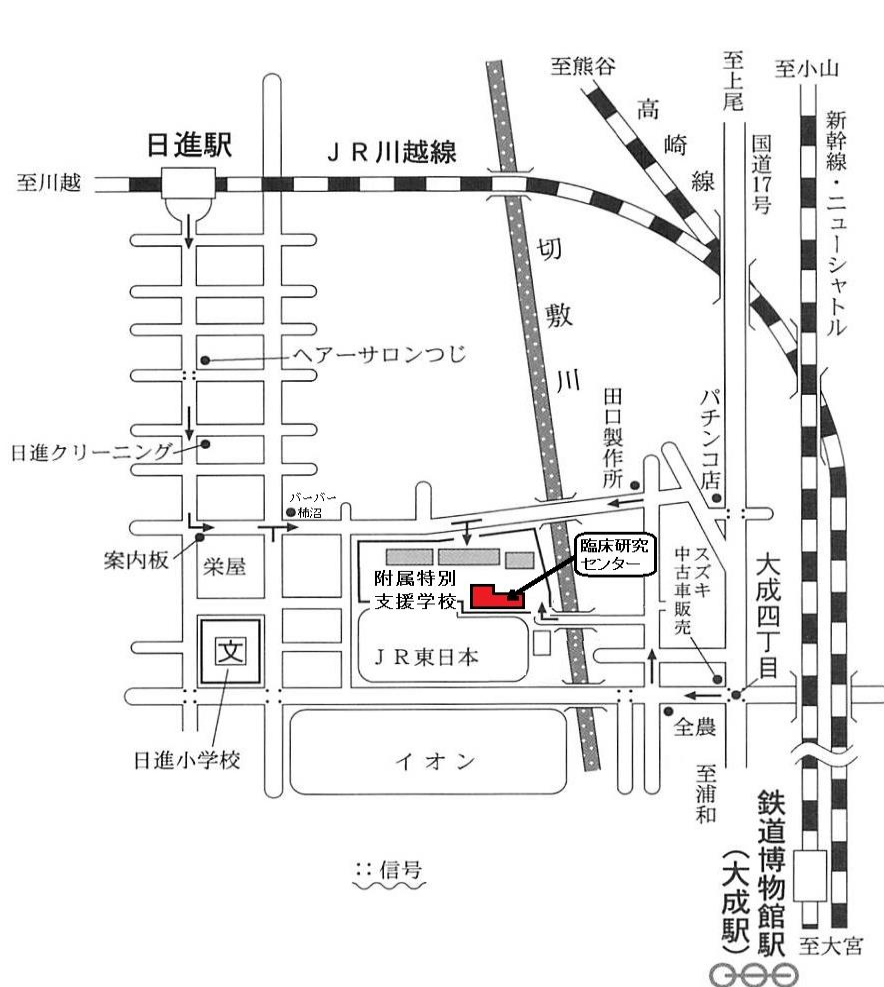 至熊谷
至上尾
至小山
高崎線
国道17号
新幹線・ニューシャトル
日進駅
JR川越線
至川越
切敷川
ヘアーサロンつじ
日進クリーニング
田口製作所
パチンコ店
バーバー
柿沼
案内板
栄屋
臨床研究
センター
附属特別
支援学校
スズキ
中古車販売
大成四丁目
文
JR東日本
全農
日進小学校
イオン
至浦和
鉄道博物館駅
(大成駅)
信号
至大宮